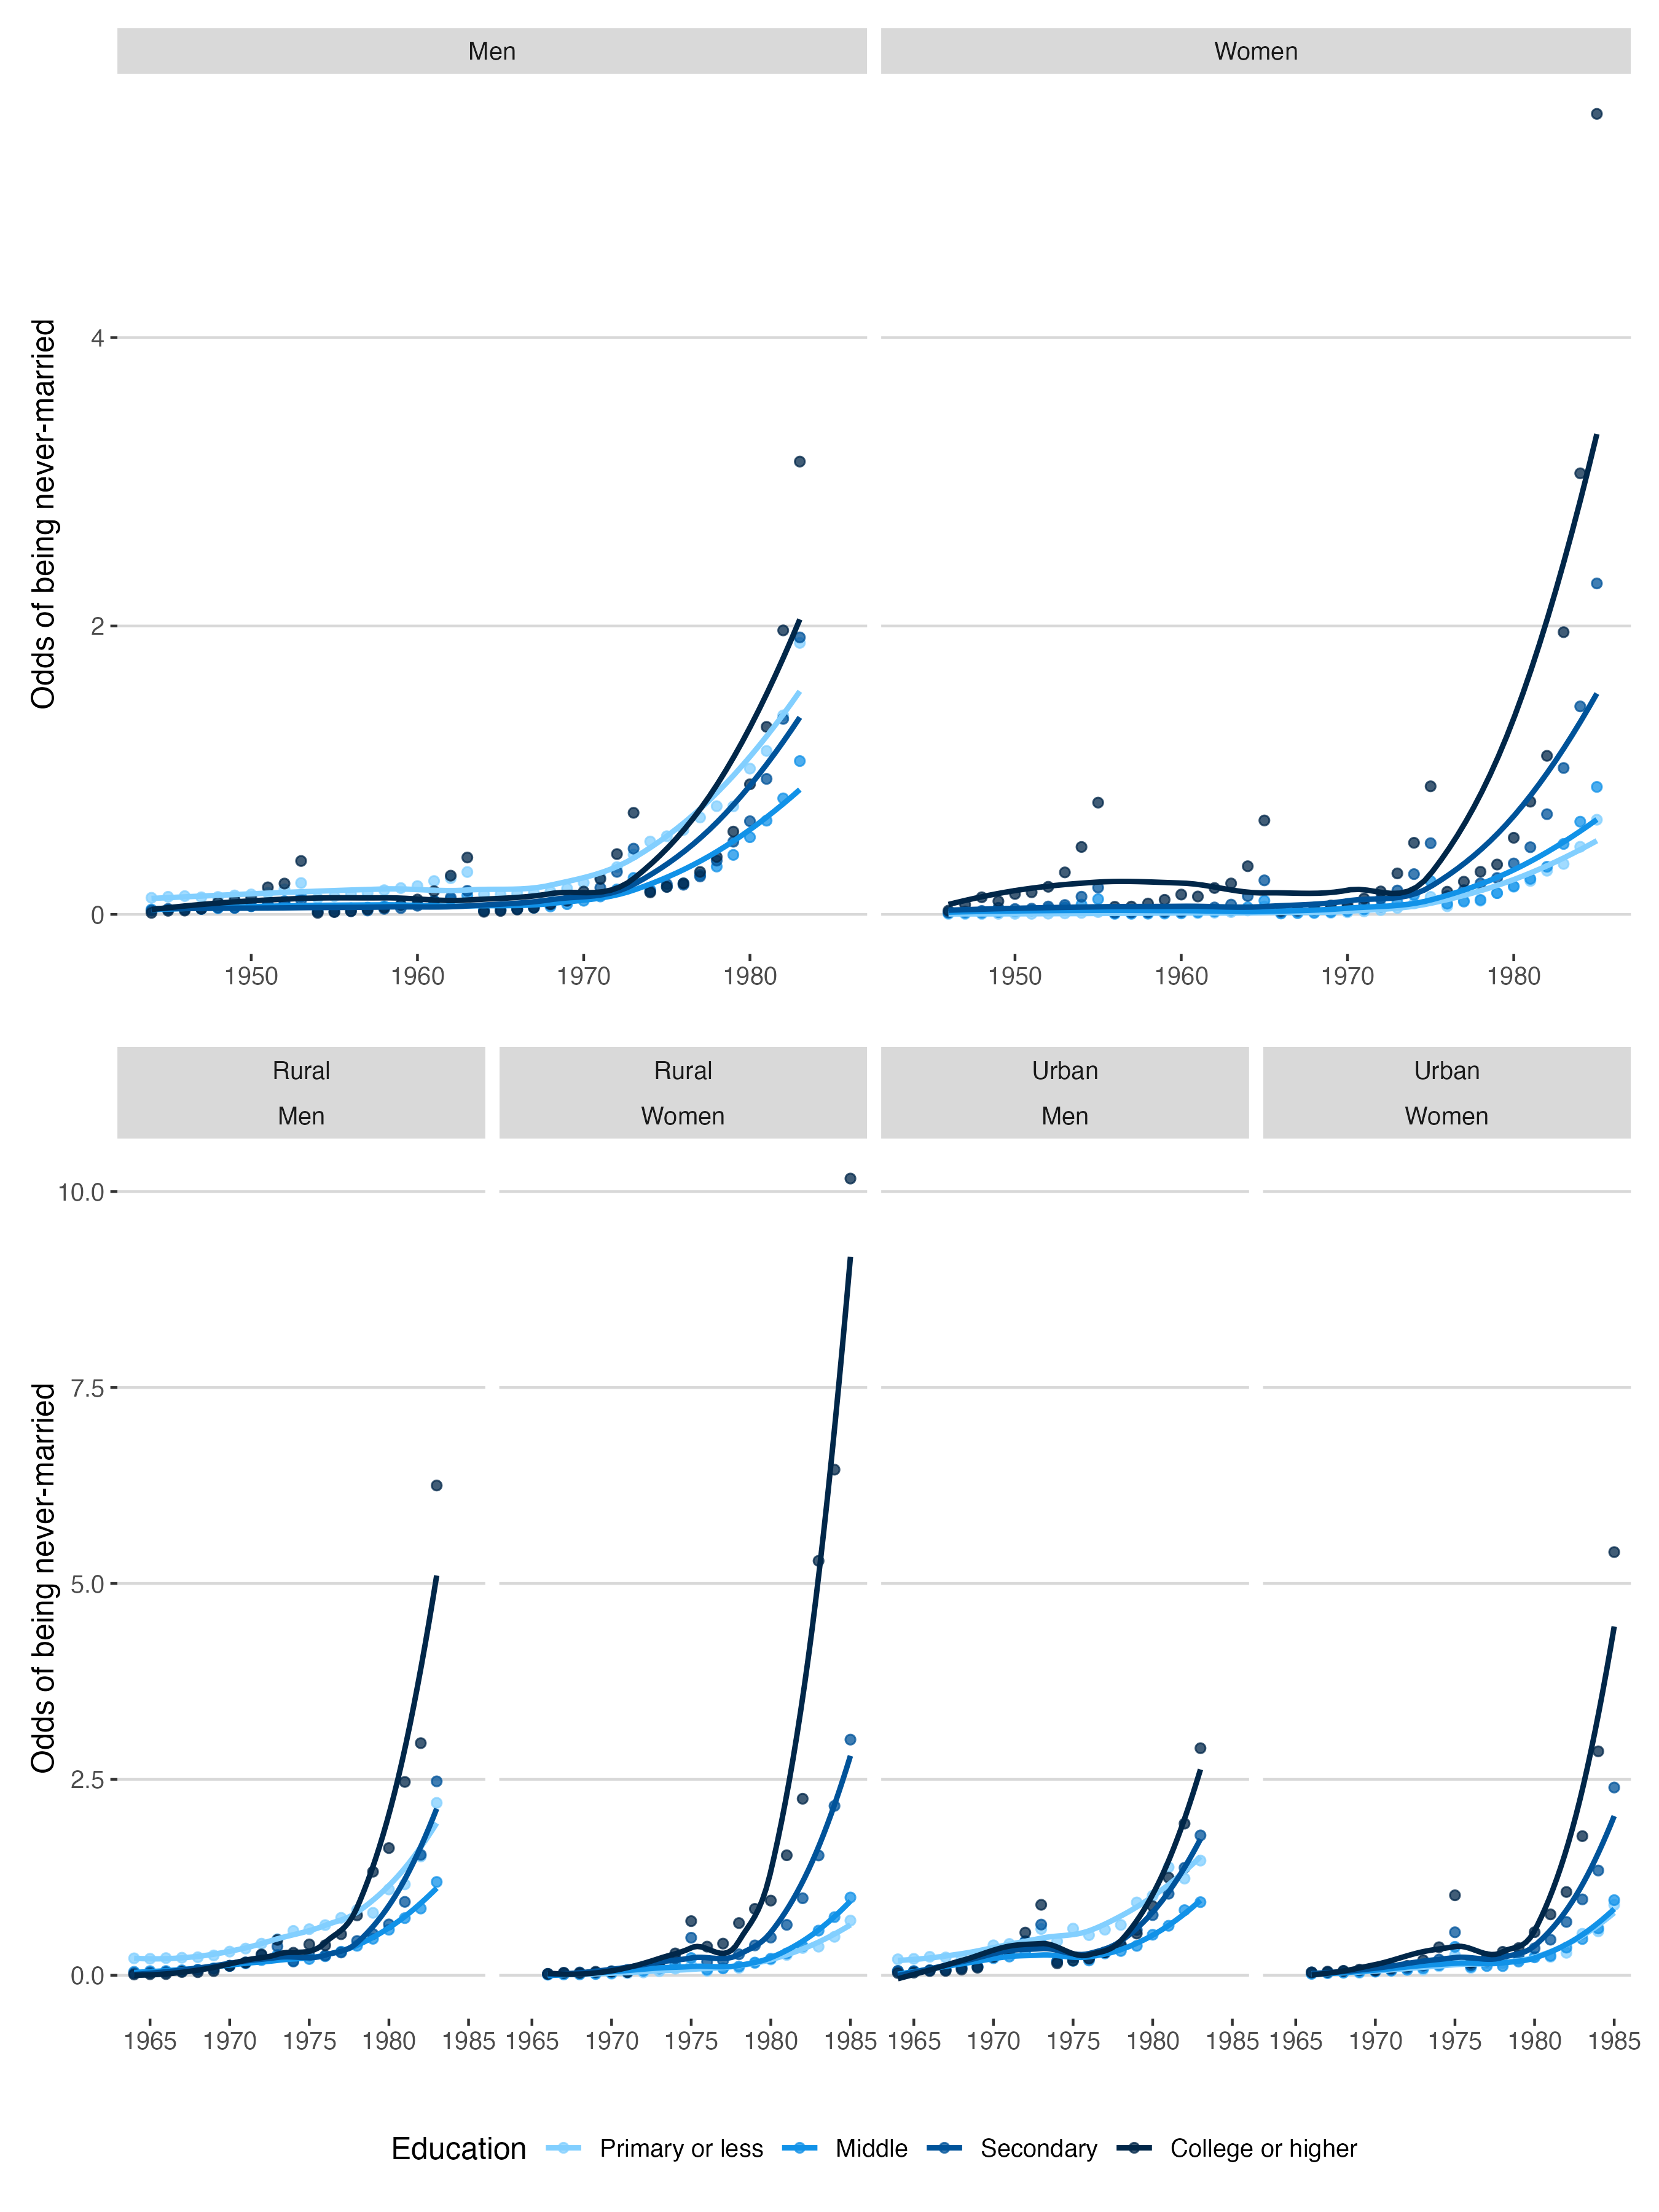 Men Women
Odds of being never-married
4
2
0
1950 1960 1970 1980 1950 1960 1970 1980
Rural Rural Urban Urban
Men Women Men Women
Odds of being never-married
10.0
7.5
5.0
2.5
0.0
1965 1970 1975 1980 1985 1965 1970 1975 1980 1985 1965 1970 1975 1980 1985 1965 1970 1975 1980 1985
Education Primary or less Middle Secondary College or higher